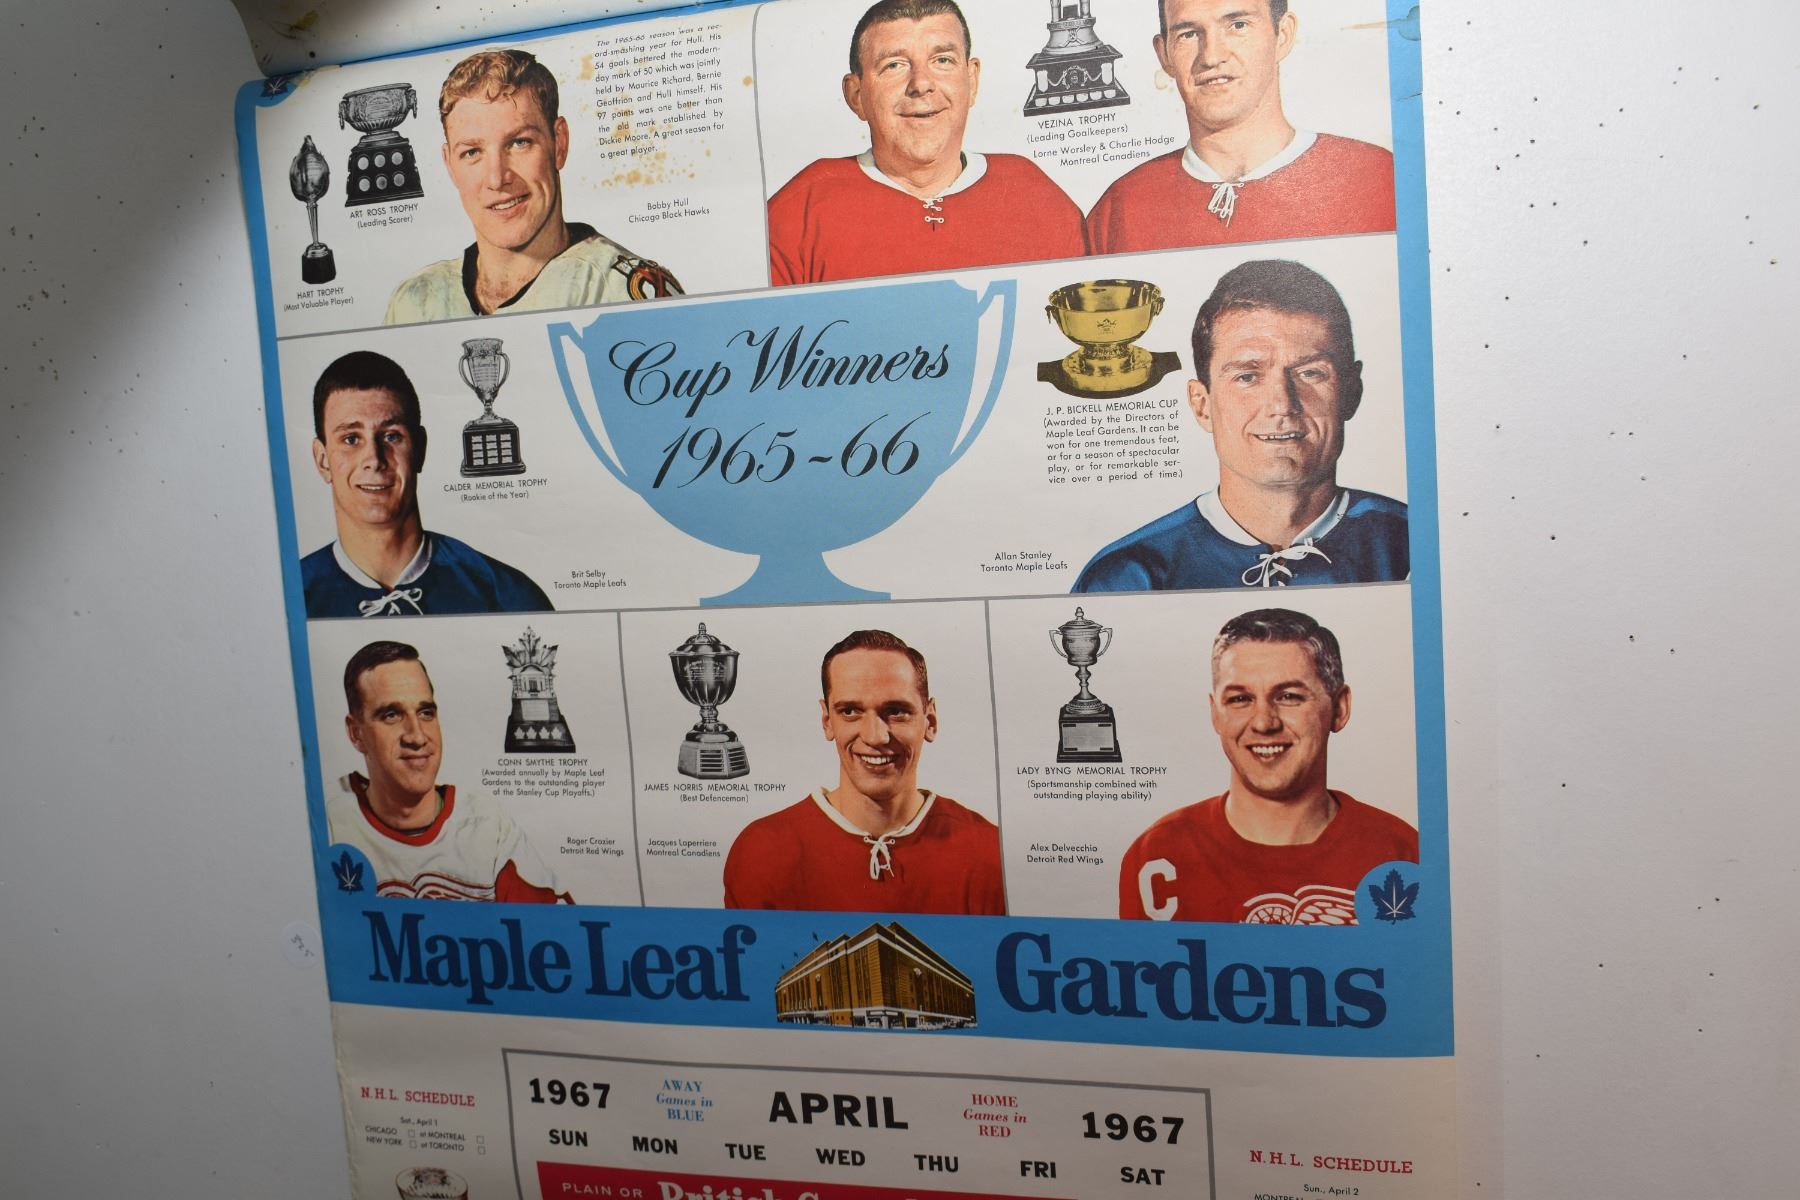 The 1965-66 season was a rec-
ord-smashing year for Hull. His
54 goals bettered the modern-
day mark of 50 which was jointly
held by Maurice Richard, Bernie
Geoffrion and Hull himself. His
97 points was one better than
the old mark established by
Dickie Moore. A great season for
a great player.
ART ROSS TROPHY
(Leading Scorer)
HART TROPHY
(Most Valuable Player)
Bobby Hull
Chicago Black Hawks
VEZINA TROPHY
(Leading Goalkeepers)
Lorne Worsley & Charlie Hodge
Montreal Canadiens
Cup Winners
1965-66
CALDER MEMORIAL TROPHY
(Rookie of the Year)
Brit Selby
Toronto Maple Leafs
J. P. BICKELL MEMORIAL CUP
(Awarded by the Directors of
Maple Leaf Gardens. It can be
won for one tremendous feat,
or for a season of spectacular
play, or for remarkable ser-
vice over a period of time.)
Allan Stanley
Toronto Maple Leafs
CONN SMYTHE TROPHY
(Awarded annually by Maple Leaf
Gardens to the outstanding player
of the Stanley Cup Playoffs.)
Roger Crozier
Detroit Red Wings
JAMES NORRIS MEMORIAL TROPHY
(Best Defenceman)
Jacques Laperriere
Montreal Canadiens
LADY BYNG MEMORIAL TROPHY
(Sportsmanship combined with
outstanding playing ability)
Alex Delvecchio
Detroit Red Wings
C
Maple Leaf Gardens
525
N.H.L. SCHEDULE
Sat., April 1
CHICAGO at MONTREAL
NEW YORK at TORONTO
1967 AWAY Games in BLUE APRIL HOME Games in RED 1967
SUN MON TUE WED THU FRI SAT
PLAIN OR British
N.H.L. SCHEDULE
Sun., April 2